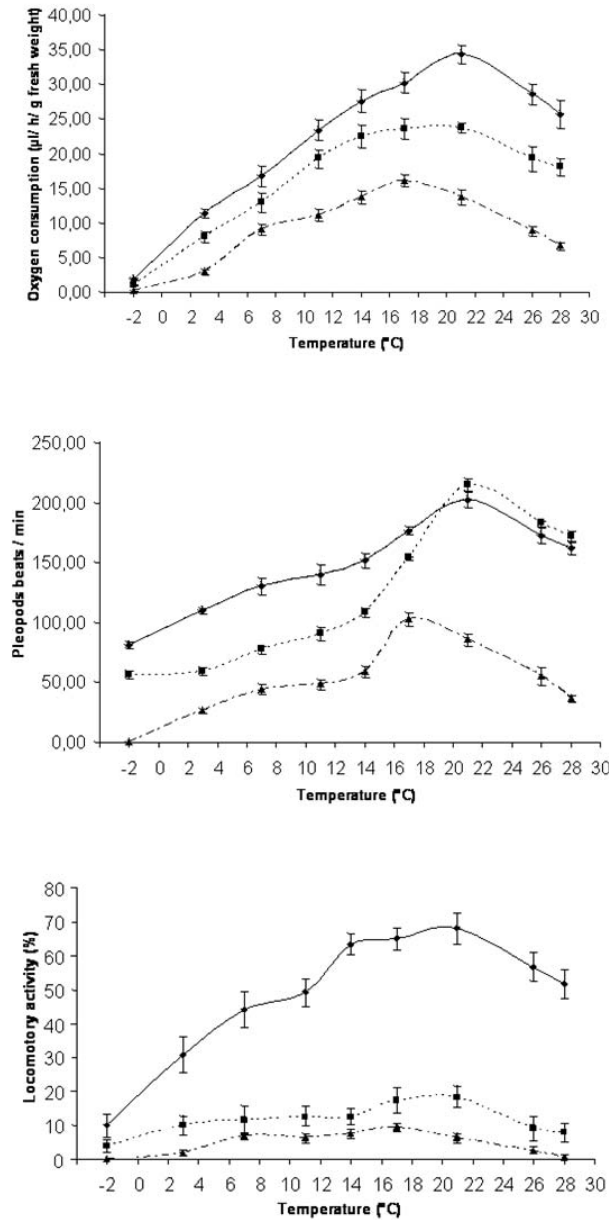 40,00
35,00
30,00
25,00
20,00
15,00
10,00
5,00
0,00
Oxygen consumption (µl/ h/ g fresh weight)
-2 0 2 4 6 8 10 12 14 16 18 20 22 24 26 28 30
Temperature (°C)
250,00
200,00
150,00
100,00
50,00
0,00
Pleopods beats / min
-2 0 2 4 6 8 10 12 14 16 18 20 22 24 26 28 30
Temperature (°C)
80
70
60
50
40
30
20
10
0
Locomotory activity (%)
-2 0 2 4 6 8 10 12 14 16 18 20 22 24 26 28 30
Temperature (°C)